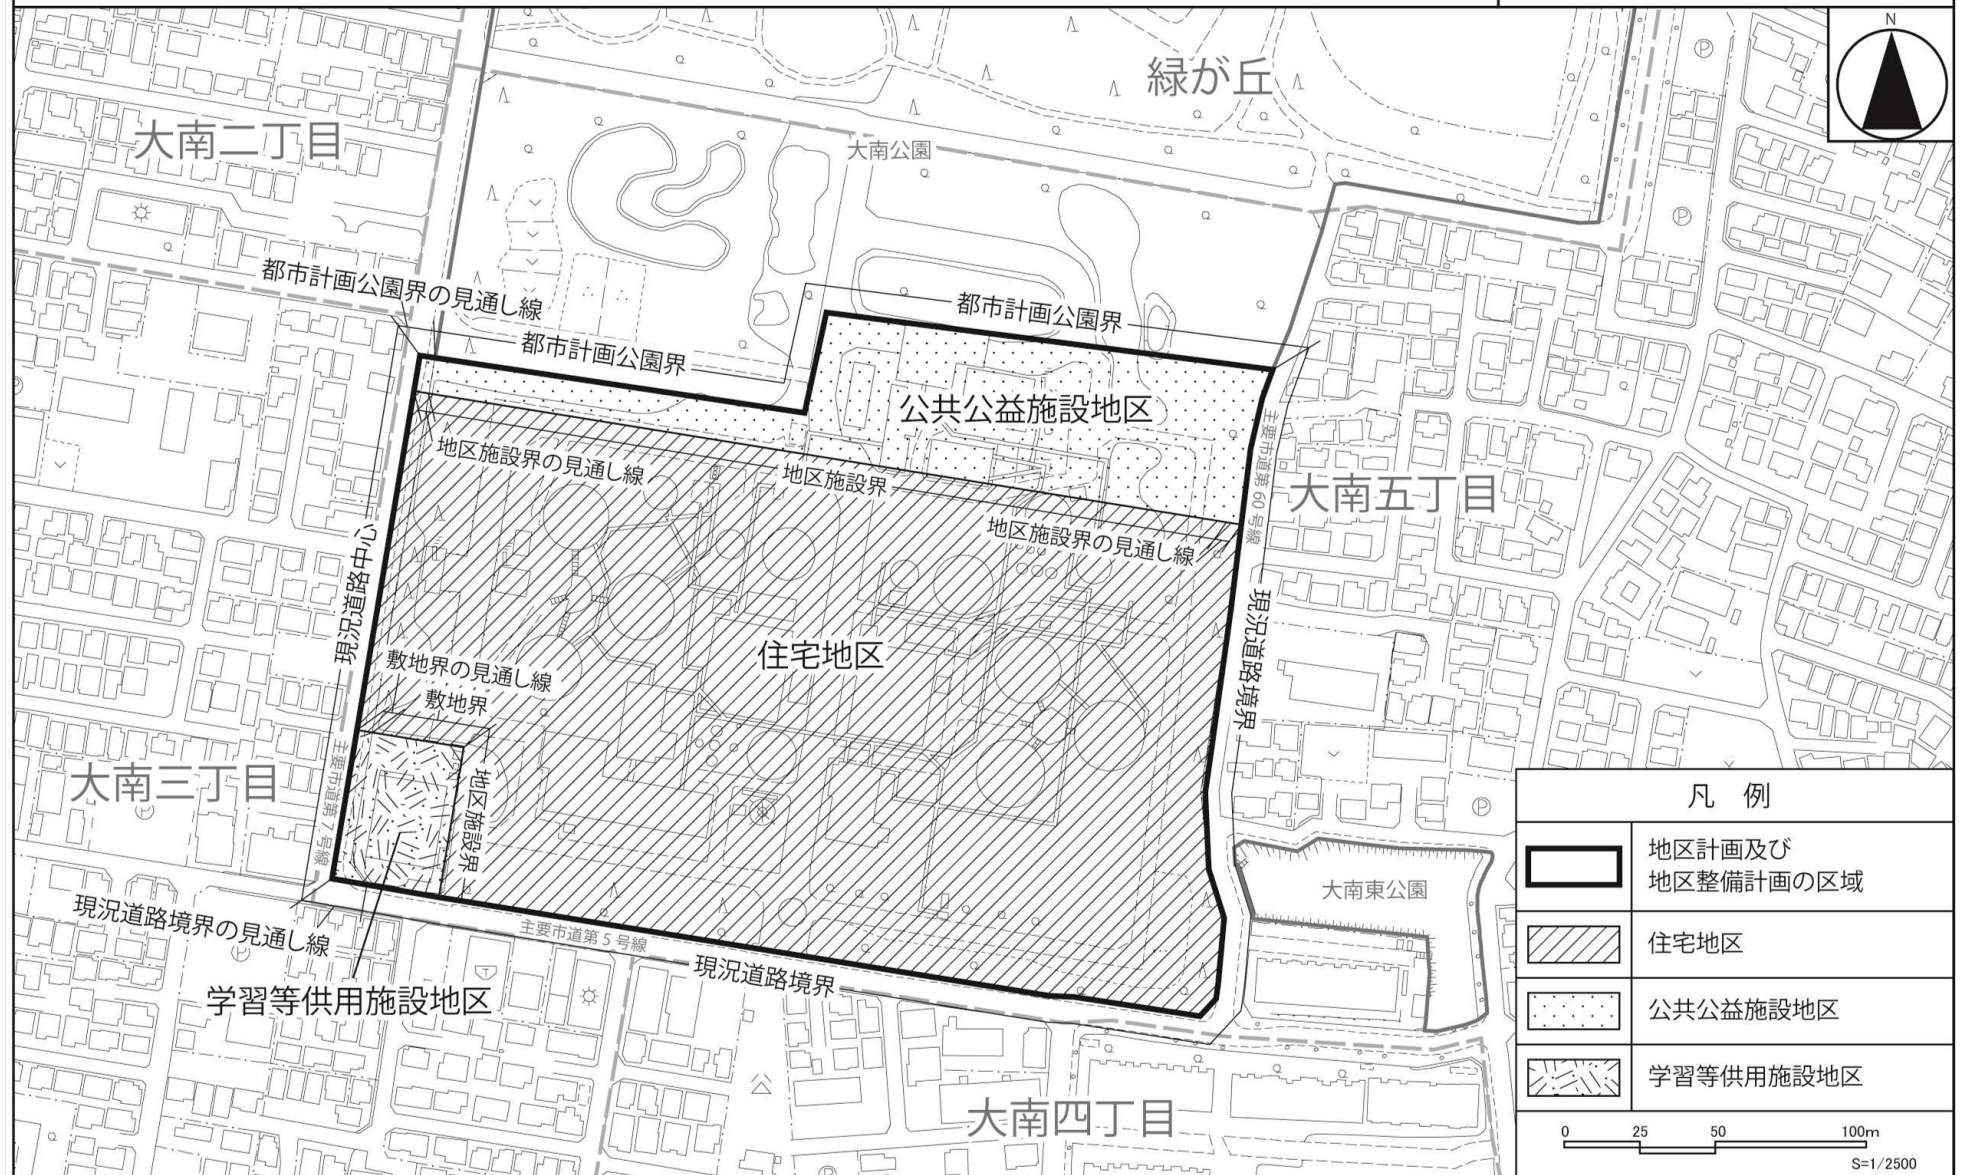 N
緑が丘
大南二丁目
大南公園
都市計画公園界の見通し線
都市計画公園界
都市計画公園界
公共公益施設地区
地区施設界の見通し線
地区施設界
地区施設界の見通し線
主要市道第60号線
大南五丁目
現況道路中心
現況道路境界
住宅地区
敷地界の見通し線
敷地界
地区施設界
大南三丁目
主要市道第7号線
現況道路境界の見通し線
主要市道第5号線
現況道路境界
学習等供用施設地区
大南東公園
大南四丁目
凡 例
地区計画及び
地区整備計画の区域
住宅地区
公共公益施設地区
学習等供用施設地区
0 25 50 100m
S=1/2500
P
P
P
P
P
T